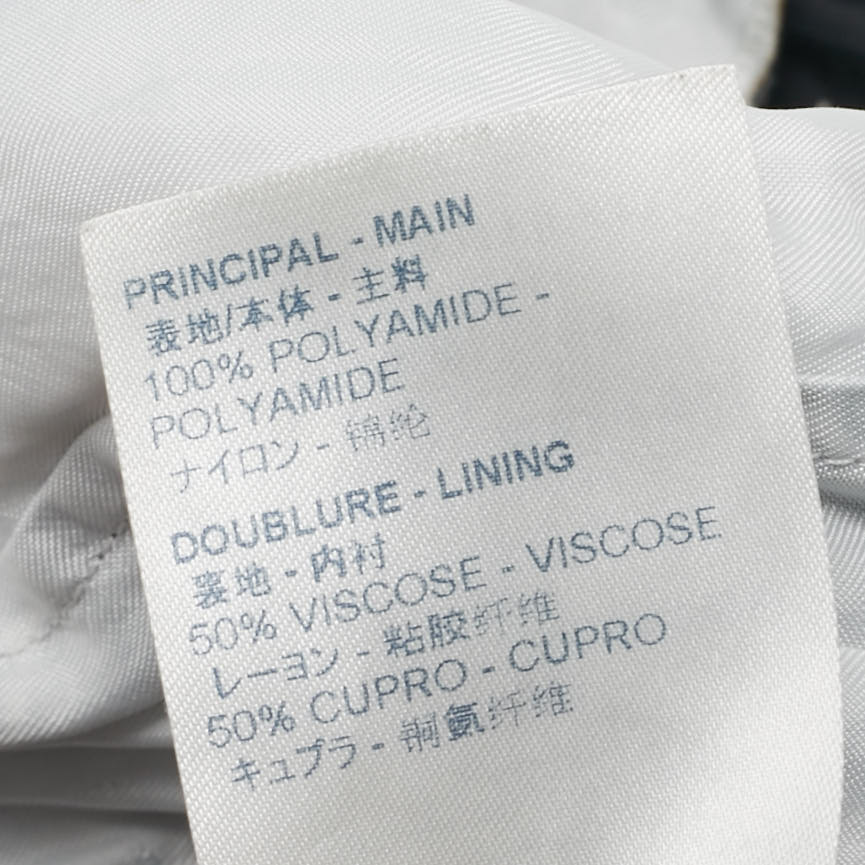 PRINCIPAL - MAIN
表地/本体 - 主料
100% POLYAMIDE -
POLYAMIDE
ナイロン - 锦纶
DOUBLURE - LINING
裏地 - 内衬
50% VISCOSE - VISCOSE
レーヨン - 粘胶纤维
50% CUPRO - CUPRO
キュプラ - 铜氨纤维